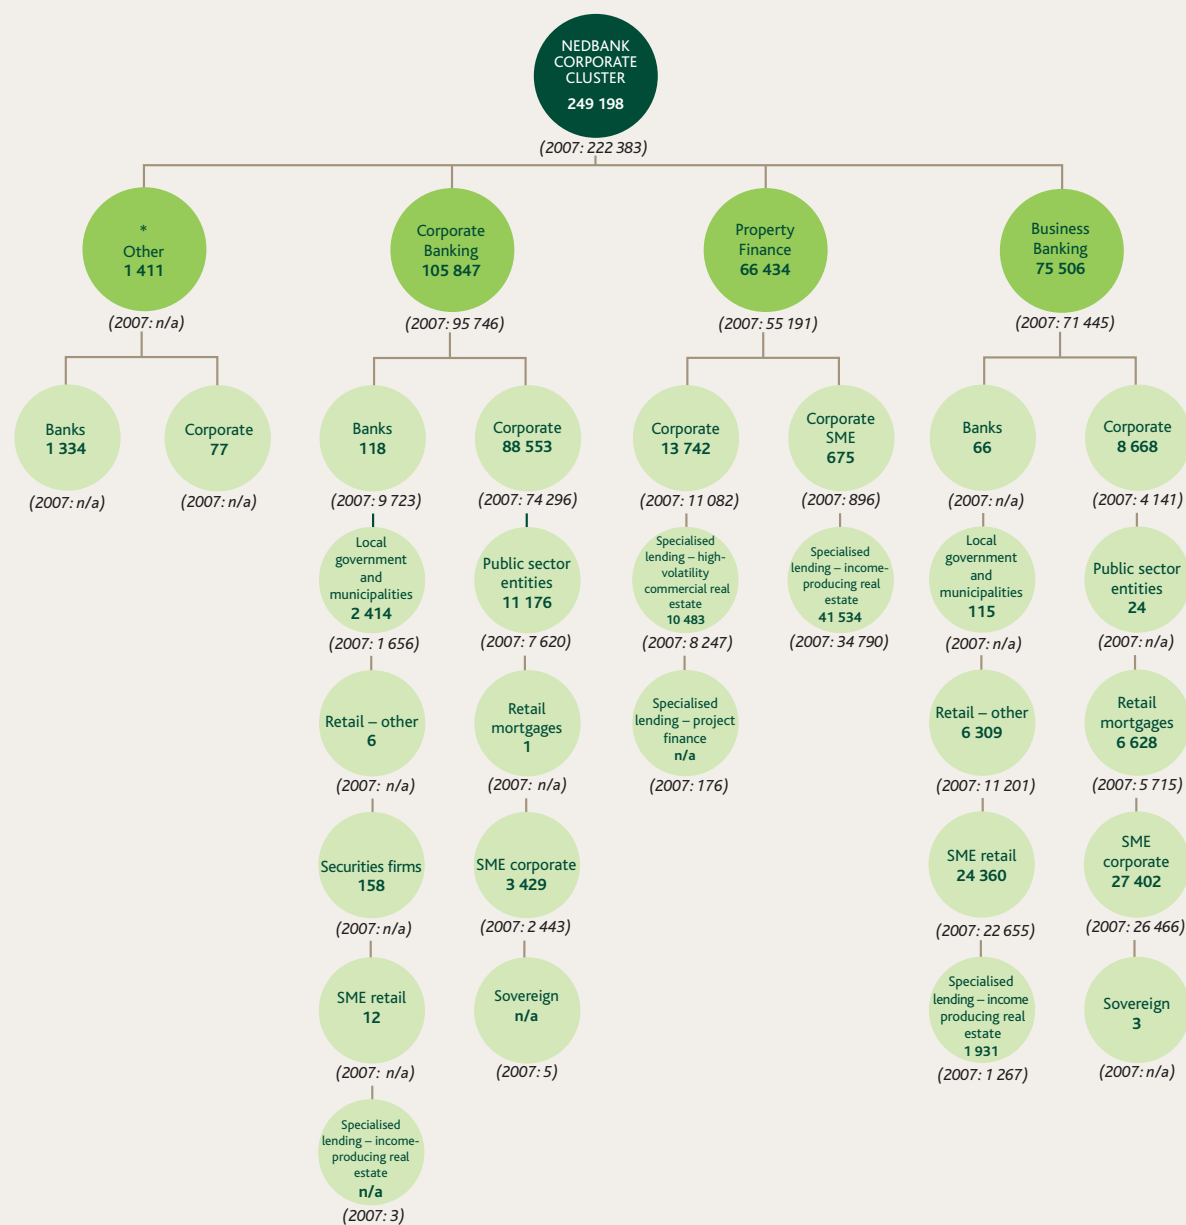 NEDBANK
CORPORATE
CLUSTER
249 198
(2007: 222 383)
*
Other
1 411
(2007: n/a)
Corporate
Banking
105 847
(2007: 95 746)
Property
Finance
66 434
(2007: 55 191)
Business
Banking
75 506
(2007: 71 445)
Banks
1 334
(2007: n/a)
Corporate
77
(2007: n/a)
Banks
118
(2007: 9 723)
Corporate
88 553
(2007: 74 296)
Corporate
13 742
(2007: 11 082)
Corporate
SME
675
(2007: 896)
Banks
66
(2007: n/a)
Corporate
8 668
(2007: 4 141)
Local
government
and
municipalities
2 414
(2007: 1 656)
Public sector
entities
11 176
(2007: 7 620)
Specialised
lending – high-
volatility
commercial real
estate
10 483
(2007: 8 247)
Specialised
lending – income-
producing real
estate
41 534
(2007: 34 790)
Local
government
and
municipalities
115
(2007: n/a)
Public sector
entities
24
(2007: n/a)
Retail – other
6
(2007: n/a)
Retail
mortgages
1
(2007: n/a)
Specialised
lending – project
finance
n/a
(2007: 176)
Retail – other
6 309
(2007: 11 201)
Retail
mortgages
6 628
(2007: 5 715)
Securities firms
158
(2007: n/a)
SME corporate
3 429
(2007: 2 443)
SME retail
24 360
(2007: 22 655)
SME
corporate
27 402
(2007: 26 466)
SME retail
12
(2007: n/a)
Sovereign
n/a
(2007: 5)
Specialised
lending – income
producing real
estate
1 931
(2007: 1 267)
Sovereign
3
(2007: n/a)
Specialised
lending – income-
producing real
estate
n/a
(2007: 3)